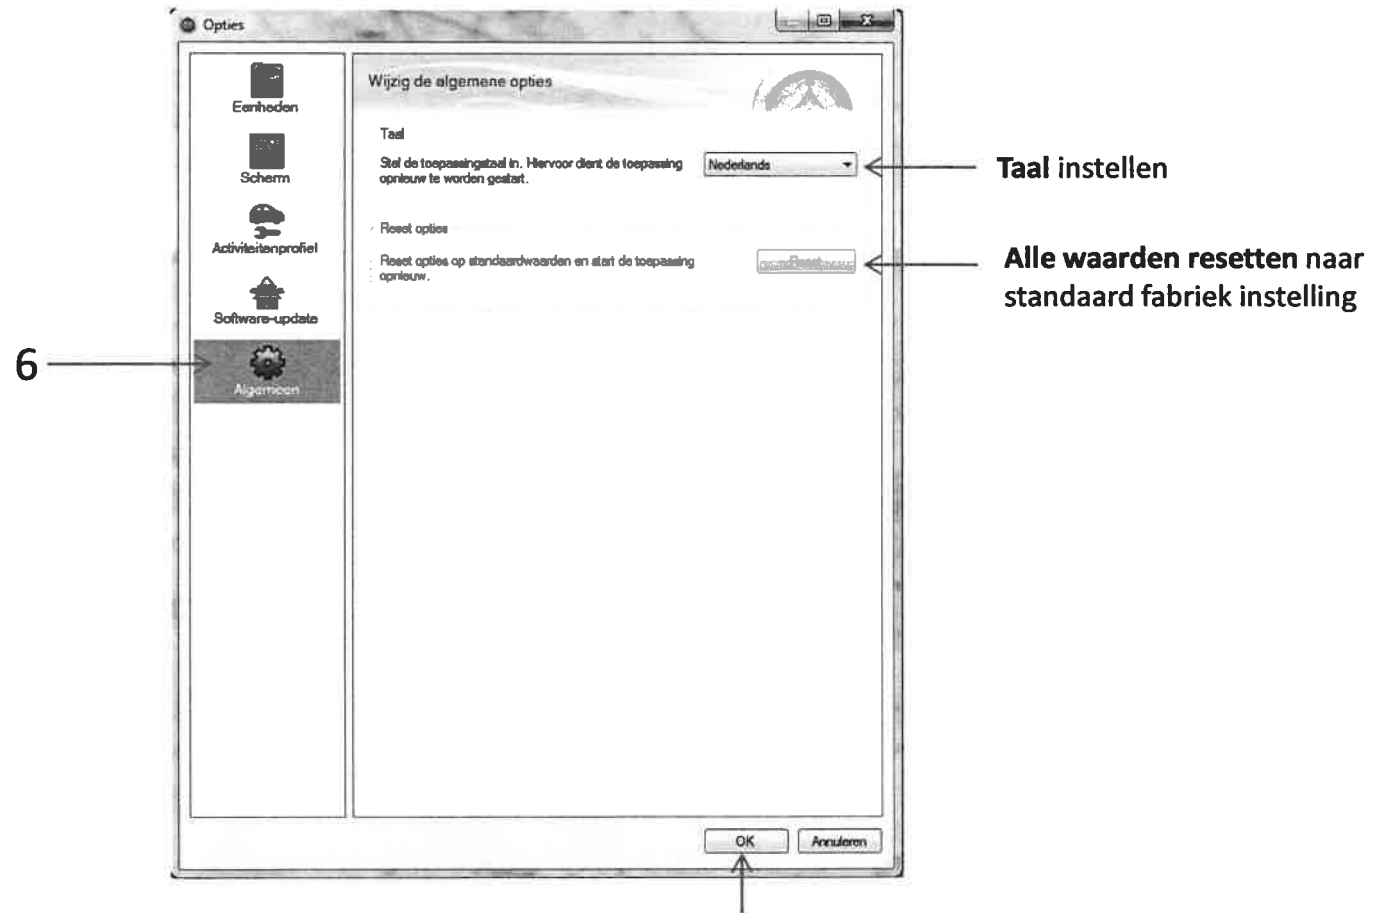 Opties
Eenheden
Scherm
Activiteitenprofiel
Software-update
Algemeen
Wijzig de algemene opties
Taal
Stel de toepassingstaal in. Hiervoor dient de toepassing
opnieuw te worden gestart.
Nederlands
Reset opties
Reset opties op standaardwaarden en start de toepassing
opnieuw.
Reset
OK
Annuleren
6
Taal instellen
Alle waarden resetten naar
standaard fabriek instelling